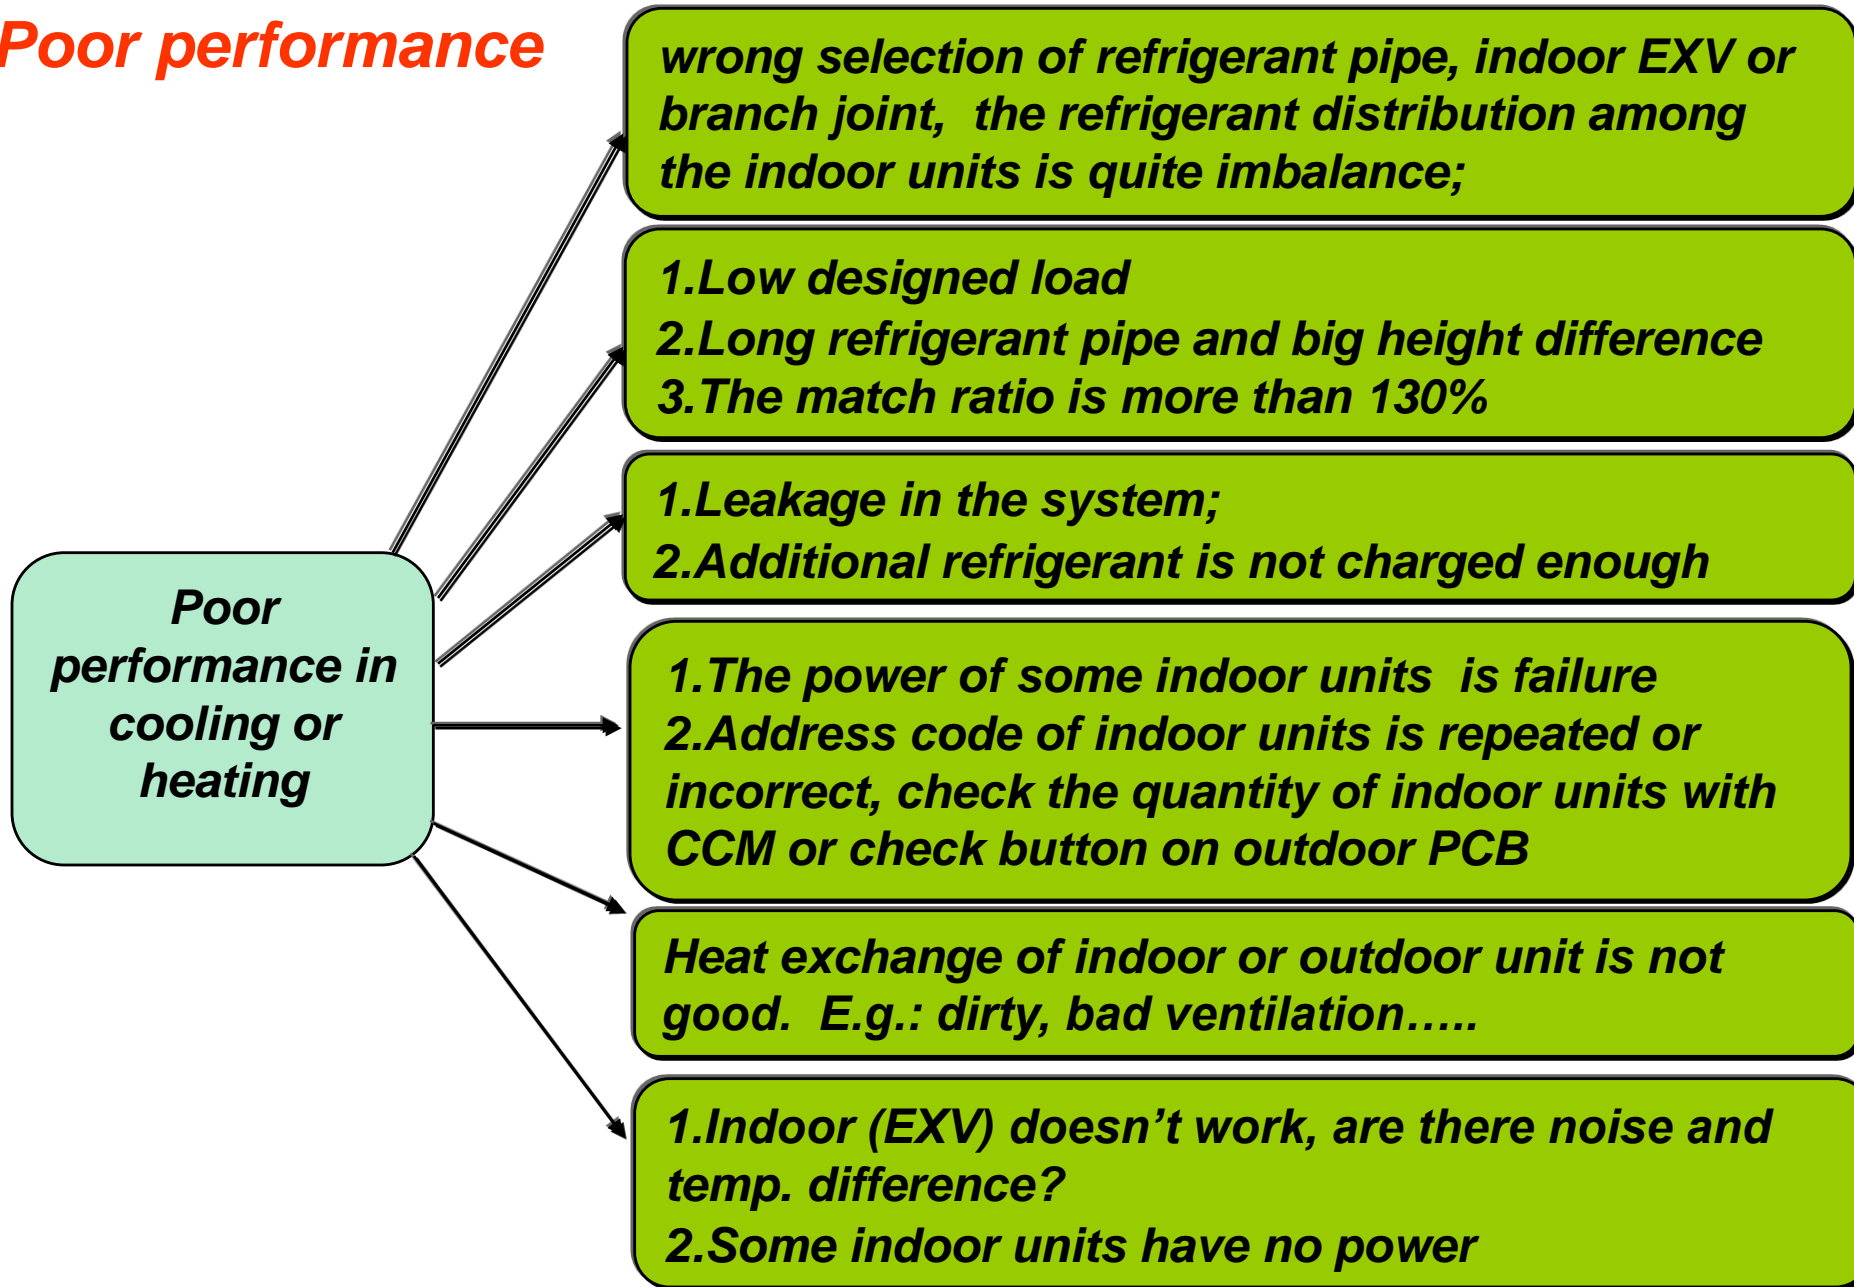 Poor performance
wrong selection of refrigerant pipe, indoor EXV or
branch joint,  the refrigerant distribution among
the indoor units is quite imbalance;
1.Low designed load
2.Long refrigerant pipe and big height difference
3.The match ratio is more than 130%
1.Leakage in the system;
2.Additional refrigerant is not charged enough
Poor
performance in
cooling or
heating
1.The power of some indoor units  is failure
2.Address code of indoor units is repeated or
incorrect, check the quantity of indoor units with
CCM or check button on outdoor PCB
Heat exchange of indoor or outdoor unit is not
good.  E.g.: dirty, bad ventilation…..
1.Indoor (EXV) doesn’t work, are there noise and
temp. difference?
2.Some indoor units have no power